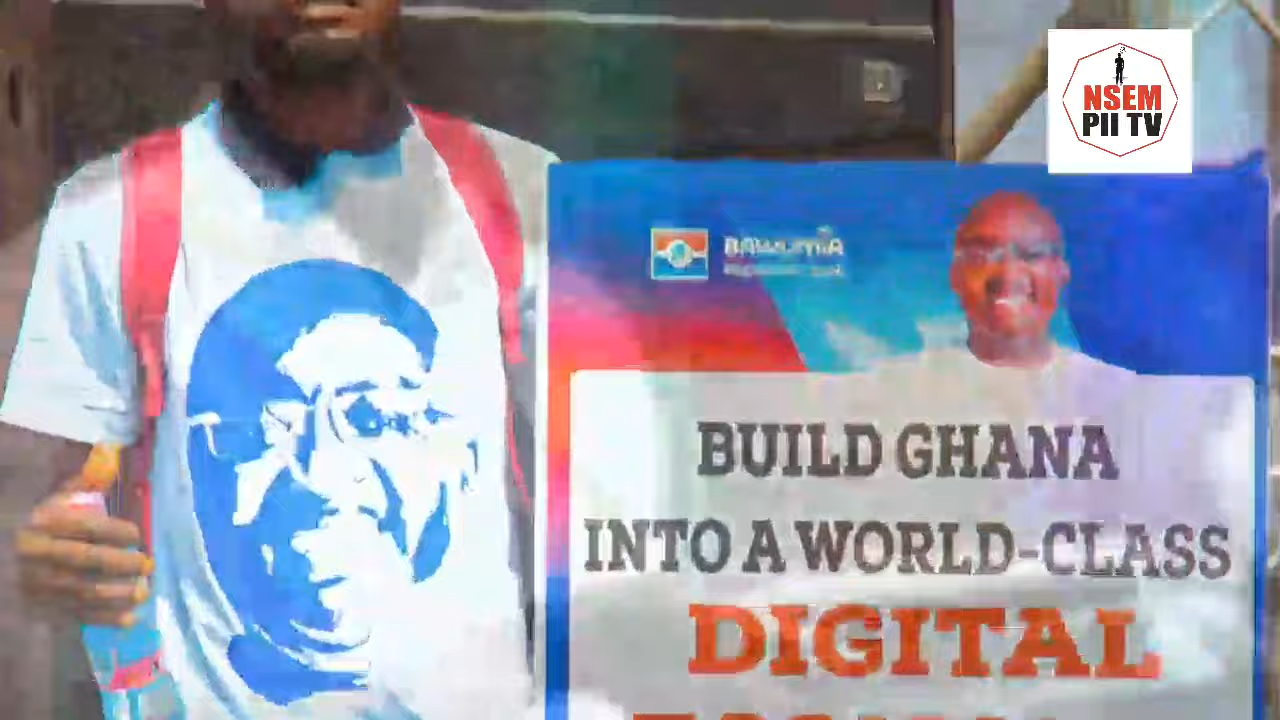 NSEM
PII TV
BAWUMIA
BUILD GHANA
INTO A WORLD-CLASS
DIGITAL